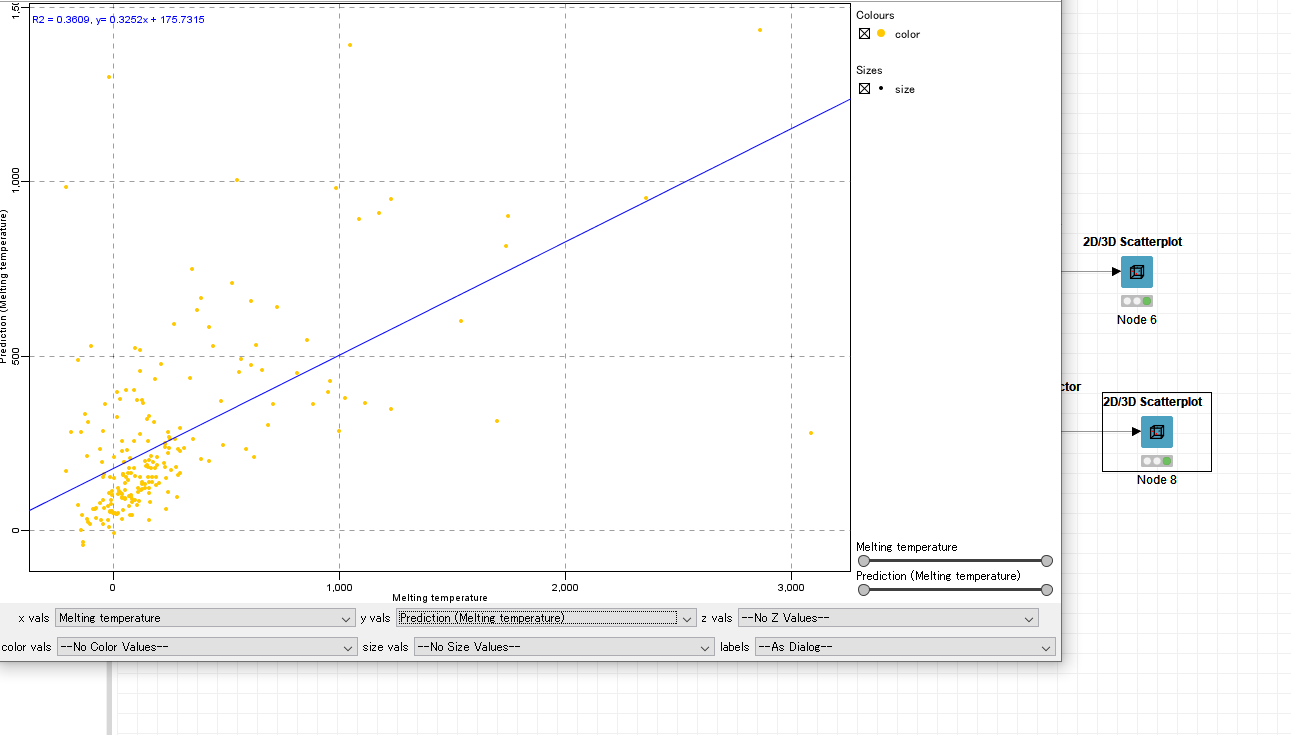 R2 = 0.3609, y= 0.3252x + 175.7315
Colours
color
Sizes
size
1,000
500
0
Prediction (Melting temperature)
0
1,000
2,000
3,000
Melting temperature
Melting temperature
Prediction (Melting temperature)
x vals Melting temperature y vals Prediction (Melting temperature) z vals --No Z Values--
color vals --No Color Values-- size vals --No Size Values-- labels --As Dialog--
2D/3D Scatterplot
Node 6
ctor
2D/3D Scatterplot
Node 8